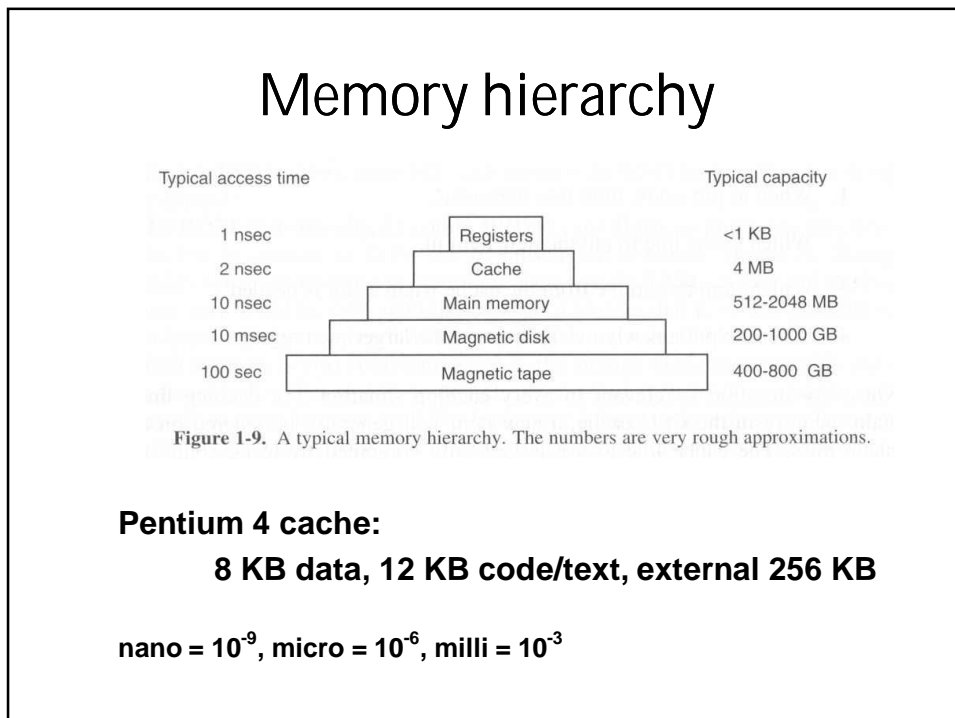 Memory hierarchy
Typical access time Typical capacity
1 nsec Registers <1 KB
2 nsec Cache 4 MB
10 nsec Main memory 512-2048 MB
10 msec Magnetic disk 200-1000 GB
100 sec Magnetic tape 400-800 GB
Figure 1-9. A typical memory hierarchy. The numbers are very rough approximations.
Pentium 4 cache:
8 KB data, 12 KB code/text, external 256 KB
nano = 10⁻⁹, micro = 10⁻⁶, milli = 10⁻³